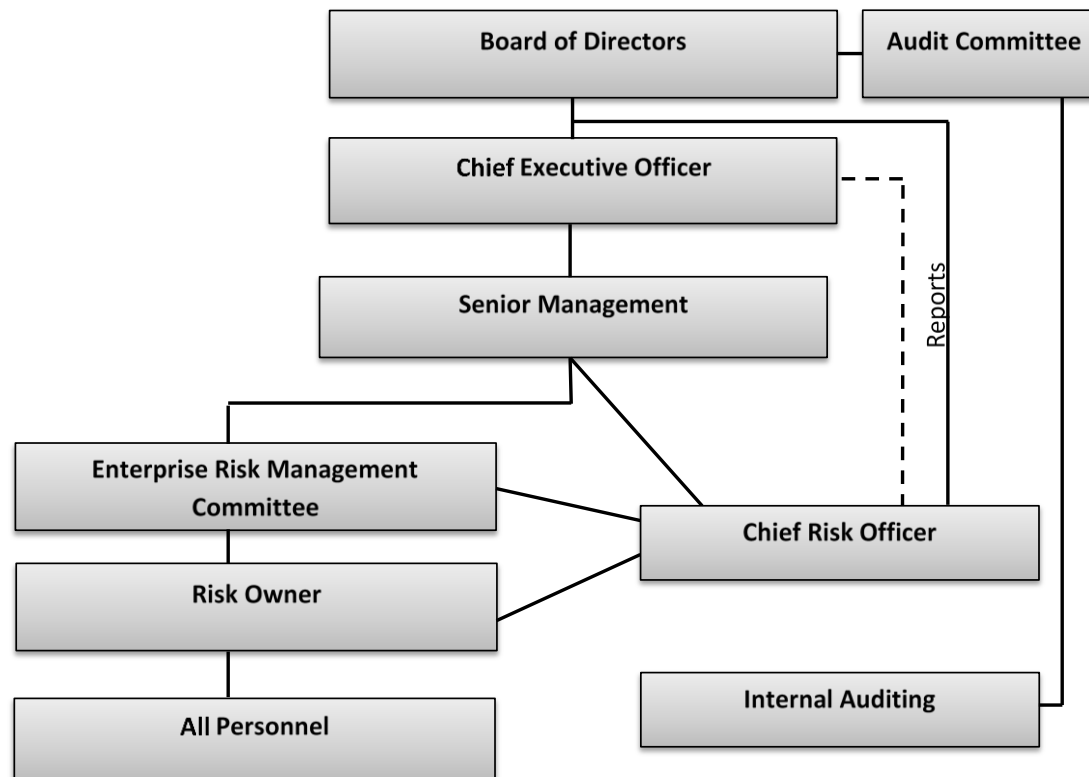 Board of Directors
Audit Committee
Chief Executive Officer
Senior Management
Reports
Enterprise Risk Management
Committee
Chief Risk Officer
Risk Owner
Internal Auditing
All Personnel